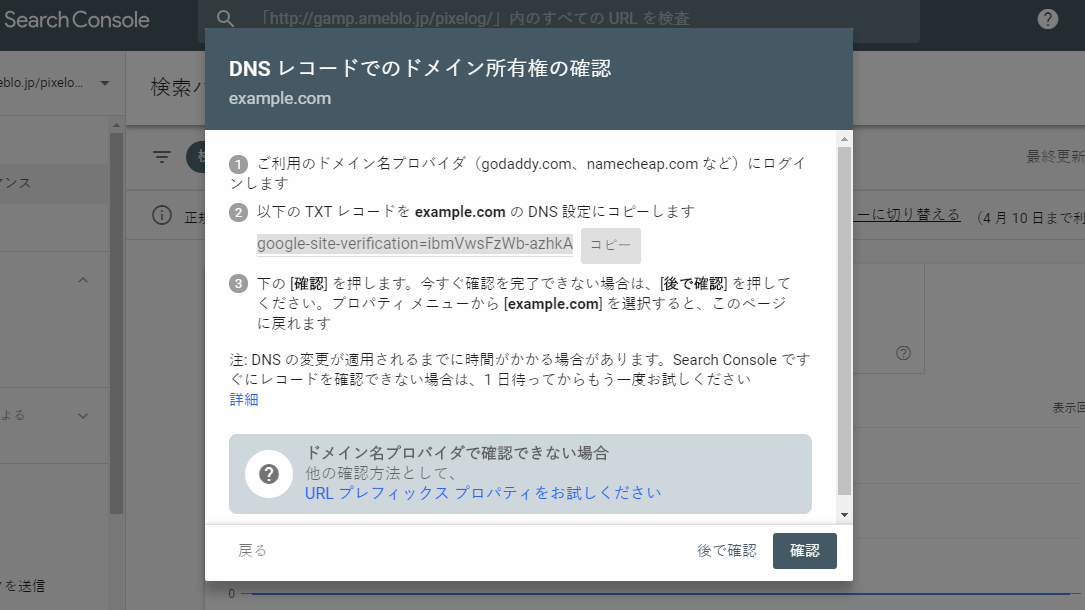 Search Console
「http://gamp.ameblo.jp/pixelog/」内のすべての URL を検査
eblo.jp/pixelo...
検索パ
DNS レコードでのドメイン所有権の確認
example.com
1 ご利用のドメイン名プロバイダ（godaddy.com、namecheap.com など）にログイ
ンします
最終更新
マンス
2 以下の TXT レコードを example.com の DNS 設定にコピーします
正規
ーに切り替える （4 月 10 日まで利
google-site-verification=ibmVwsFzWb-azhkA コピー
3 下の [確認] を押します。今すぐ確認を完了できない場合は、[後で確認] を押して
ください。プロパティ メニューから [example.com] を選択すると、このページ
に戻れます
注: DNS の変更が適用されるまでに時間がかかる場合があります。Search Console です
ぐにレコードを確認できない場合は、1 日待ってからもう一度お試しください
詳細
よる
表示回
ドメイン名プロバイダで確認できない場合
他の確認方法として、
URL プレフィックス プロパティをお試しください
戻る 後で確認 確認
を送信
0